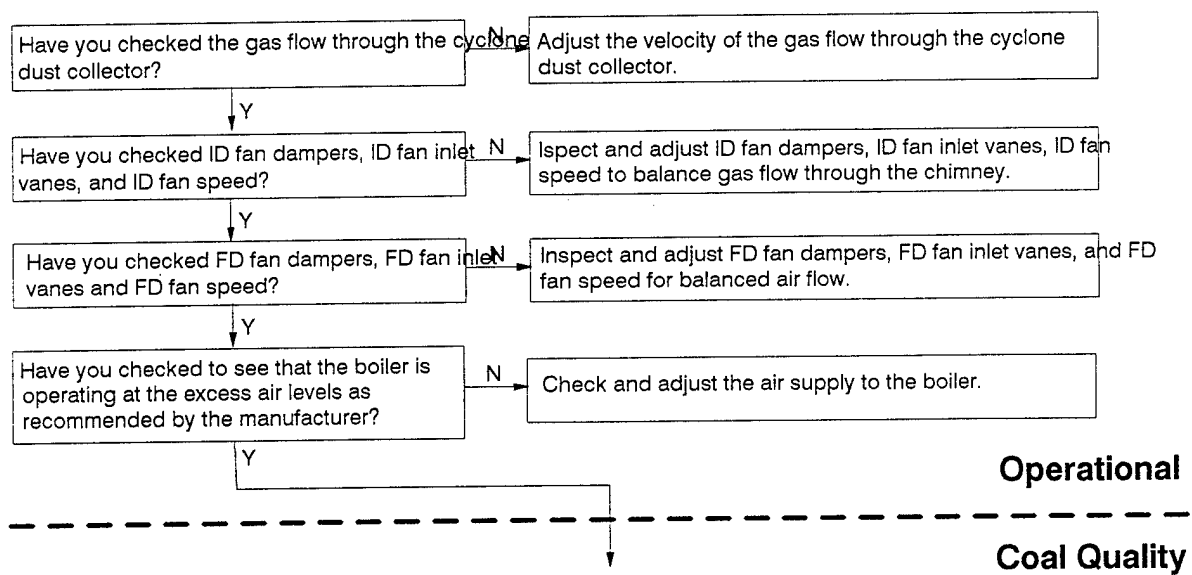 Have you checked the gas flow through the cyclone
dust collector?
N
Adjust the velocity of the gas flow through the cyclone
dust collector.
Y
Have you checked ID fan dampers, ID fan inlet
vanes, and ID fan speed?
N
Ispect and adjust ID fan dampers, ID fan inlet vanes, ID fan
speed to balance gas flow through the chimney.
Y
Have you checked FD fan dampers, FD fan inlet
vanes and FD fan speed?
N
Inspect and adjust FD fan dampers, FD fan inlet vanes, and FD
fan speed for balanced air flow.
Y
Have you checked to see that the boiler is
operating at the excess air levels as
recommended by the manufacturer?
N
Check and adjust the air supply to the boiler.
Y
Operational
Coal Quality